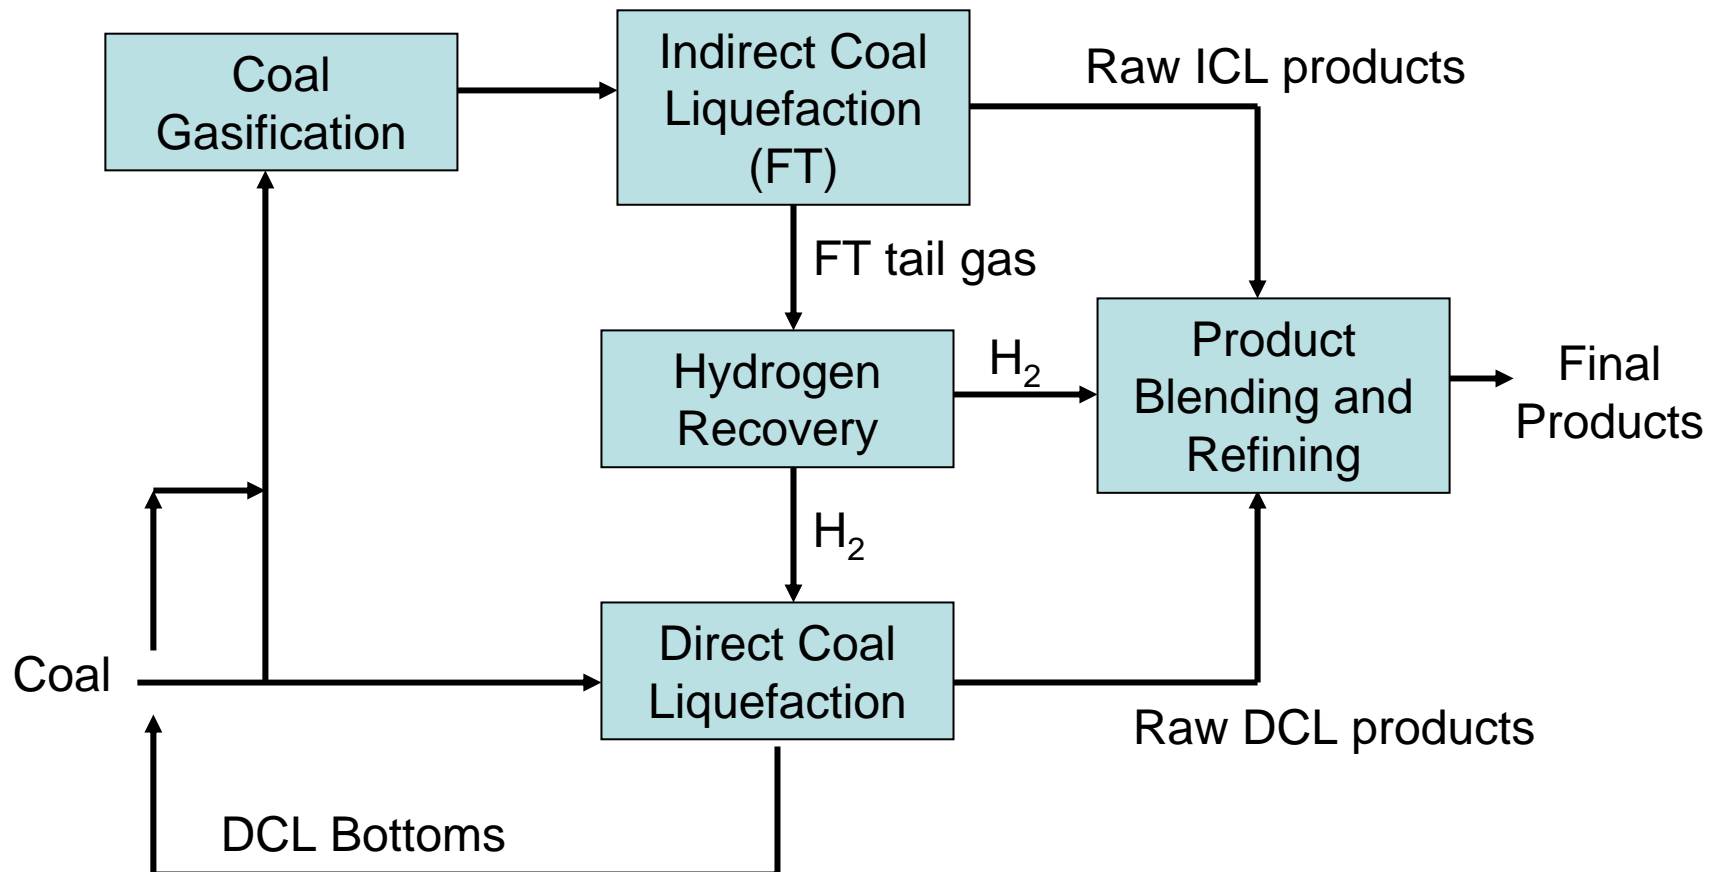 Coal
Gasification
Indirect Coal
Liquefaction
(FT)
Raw ICL products
FT tail gas
Hydrogen
Recovery
H₂
Product
Blending and
Refining
Final
Products
H₂
Coal
Direct Coal
Liquefaction
Raw DCL products
DCL Bottoms